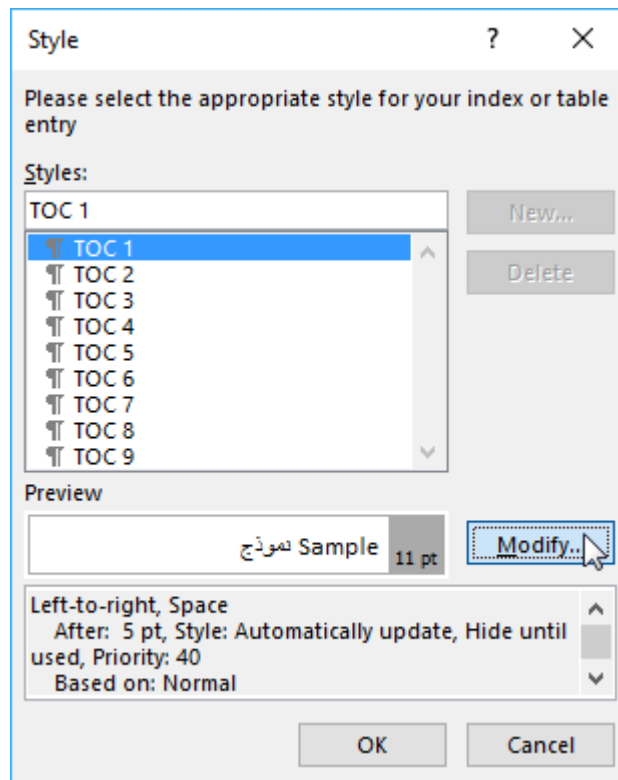 Style
?
Please select the appropriate style for your index or table
entry
Styles:
TOC 1
New...
TOC 1
Delete
TOC 2
TOC 3
TOC 4
TOC 5
TOC 6
TOC 7
TOC 8
TOC 9
Preview
نموذج Sample
11 pt
Modify...
Left-to-right, Space
After: 5 pt, Style: Automatically update, Hide until
used, Priority: 40
Based on: Normal
OK
Cancel